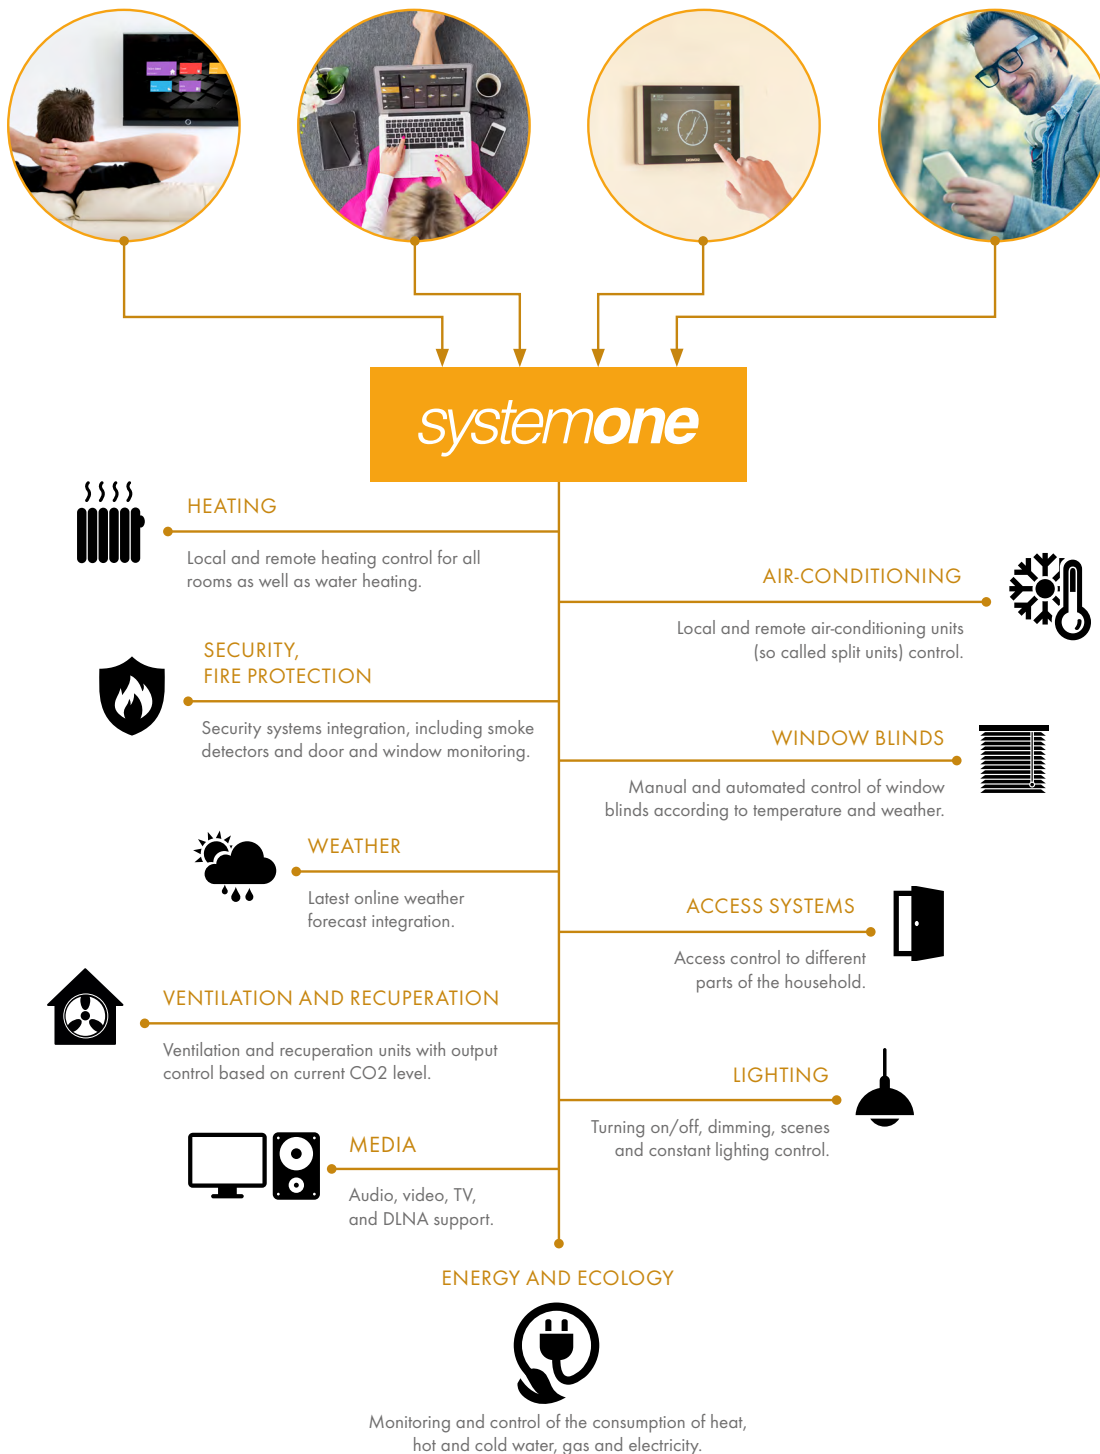 systemone
HEATING
Local and remote heating control for all
rooms as well as water heating.
AIR-CONDITIONING
Local and remote air-conditioning units
(so called split units) control.
SECURITY,
FIRE PROTECTION
Security systems integration, including smoke
detectors and door and window monitoring.
WINDOW BLINDS
Manual and automated control of window
blinds according to temperature and weather.
WEATHER
Latest online weather
forecast integration.
ACCESS SYSTEMS
Access control to different
parts of the household.
VENTILATION AND RECUPERATION
Ventilation and recuperation units with output
control based on current CO2 level.
LIGHTING
Turning on/off, dimming, scenes
and constant lighting control.
MEDIA
Audio, video, TV,
and DLNA support.
ENERGY AND ECOLOGY
Monitoring and control of the consumption of heat,
hot and cold water, gas and electricity.